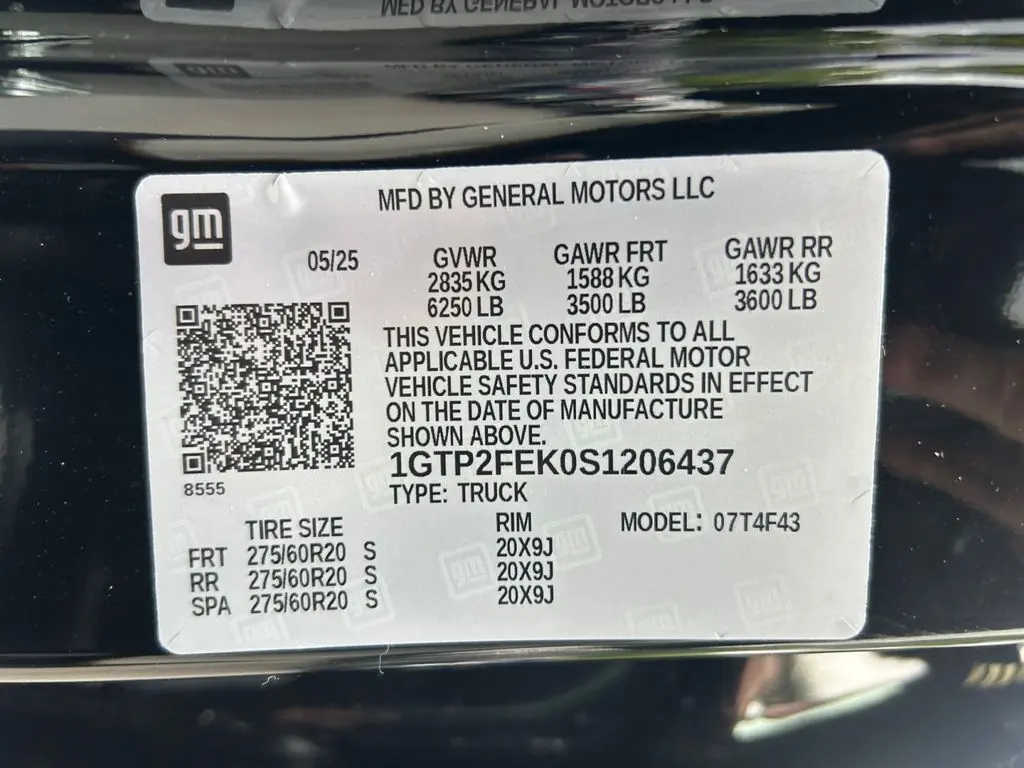 MFD BY GENERAL MOTORS LLC
gm
05/25
GVWR GAWR FRT GAWR RR
2835 KG 1588 KG 1633 KG
6250 LB 3500 LB 3600 LB
THIS VEHICLE CONFORMS TO ALL
APPLICABLE U.S. FEDERAL MOTOR
VEHICLE SAFETY STANDARDS IN EFFECT
ON THE DATE OF MANUFACTURE
SHOWN ABOVE.
1GTP2FEK0S1206437
8555
TYPE: TRUCK
TIRE SIZE RIM MODEL: 07T4F43
FRT 275/60R20 S 20X9J
RR 275/60R20 S 20X9J
SPA 275/60R20 S 20X9J